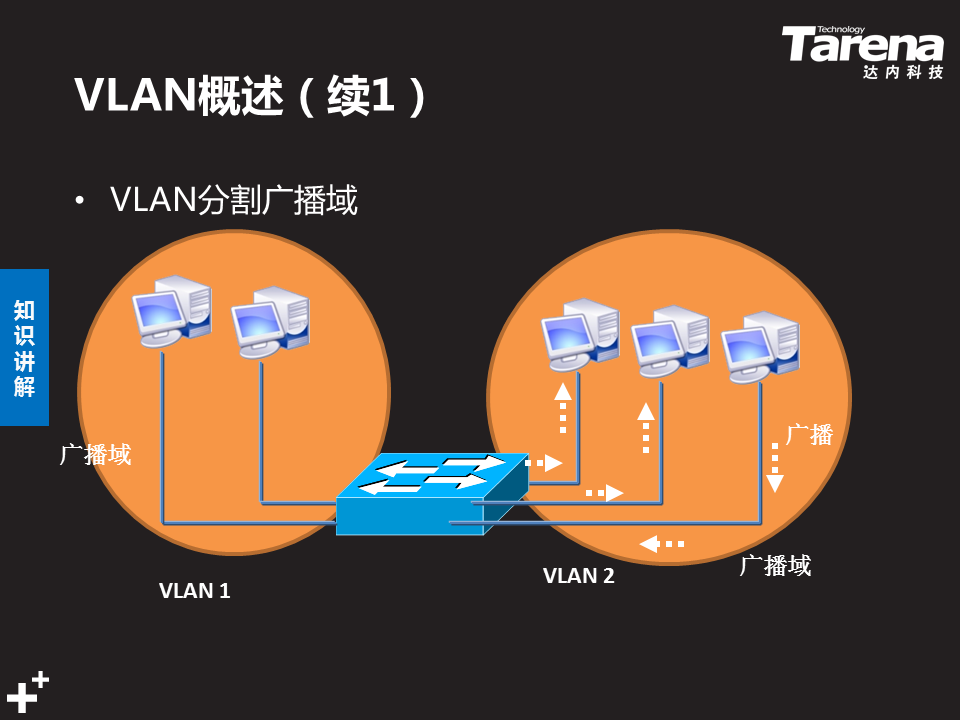 Technology
Tarena
达内科技
VLAN概述（续1）
• VLAN分割广播域
知识讲解
广播域
广播
广播域
VLAN 1
VLAN 2